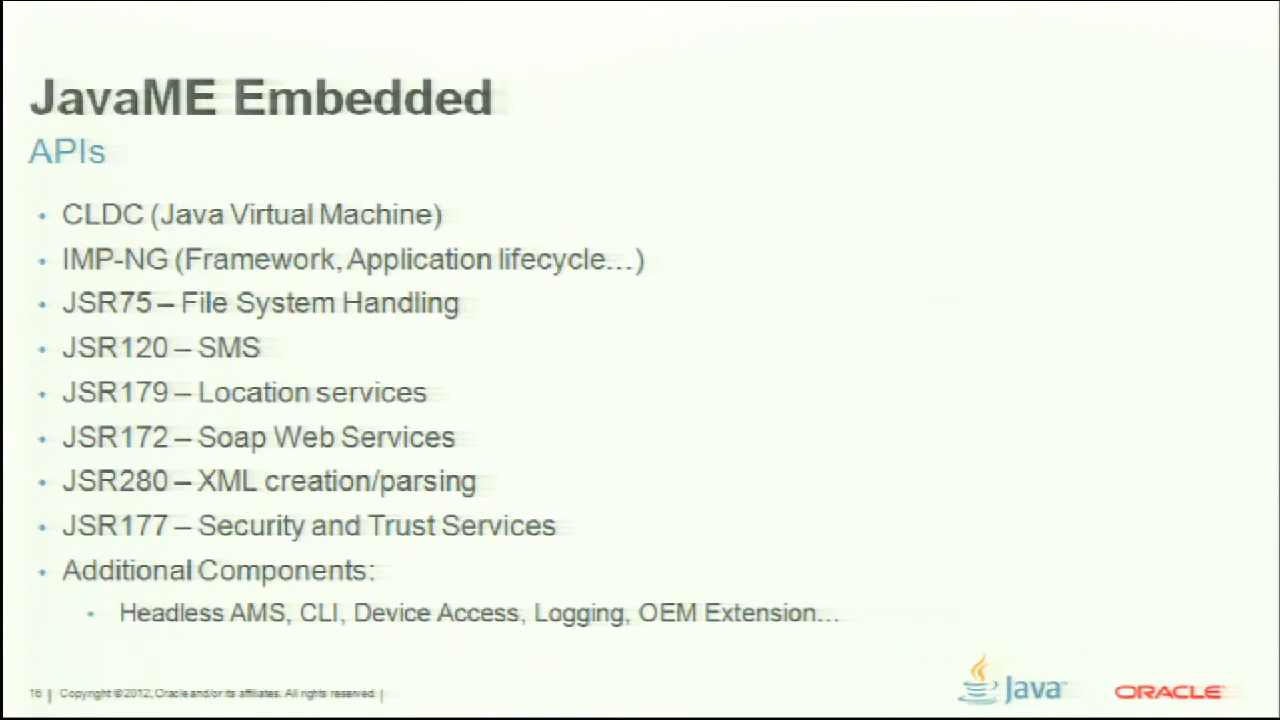 JavaME Embedded
APIs
• CLDC (Java Virtual Machine)
• IMP-NG (Framework, Application lifecycle...)
• JSR75 – File System Handling
• JSR120 – SMS
• JSR179 – Location services
• JSR172 – Soap Web Services
• JSR280 – XML creation/parsing
• JSR177 – Security and Trust Services
• Additional Components:
• Headless AMS, CLI, Device Access, Logging, OEM Extension...
16 | Copyright © 2012, Oracle and/or its affiliates. All rights reserved. |
Java
ORACLE